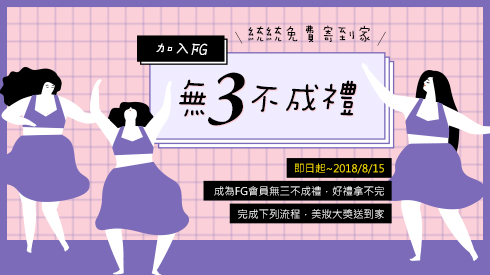 加入FG
統統免費寄到家
無3不成禮
即日起~2018/8/15
成為FG會員無三不成禮，好禮拿不完
完成下列流程，美妝大獎送到家